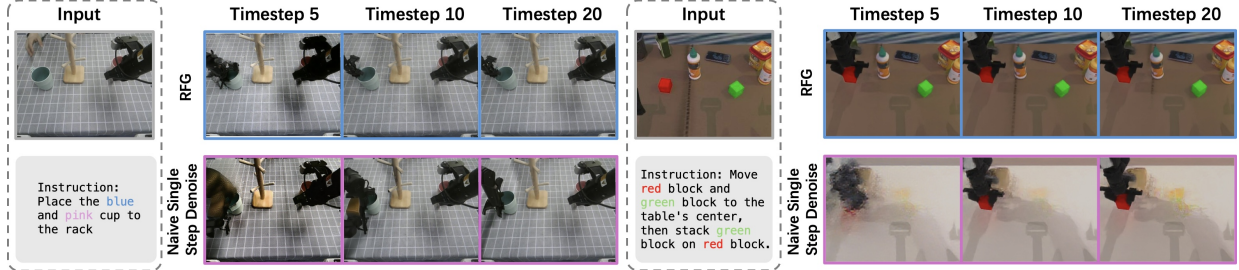 Input
Timestep 5
Timestep 10
Timestep 20
RFG
Naive Single
Step Denoise
Instruction:
Place the blue
and pink cup to
the rack
Input
Timestep 5
Timestep 10
Timestep 20
RFG
Naive Single
Step Denoise
Instruction: Move
red block and
green block to the
table's center,
then stack green
block on red block.